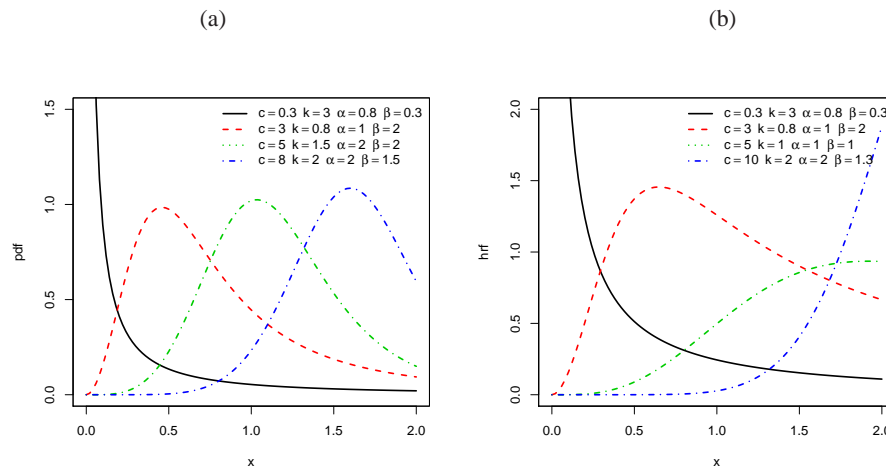 (a)
(b)
pdf
1.5
1.0
0.5
0.0
c = 0.3 k = 3 α = 0.8 β = 0.3
c = 3 k = 0.8 α = 1 β = 2
c = 5 k = 1.5 α = 2 β = 2
c = 8 k = 2 α = 2 β = 1.5
0.0 0.5 1.0 1.5 2.0
x
hrf
2.0
1.5
1.0
0.5
0.0
c = 0.3 k = 3 α = 0.8 β = 0.3
c = 3 k = 0.8 α = 1 β = 2
c = 5 k = 1 α = 1 β = 1
c = 10 k = 2 α = 2 β = 1.3
0.0 0.5 1.0 1.5 2.0
x